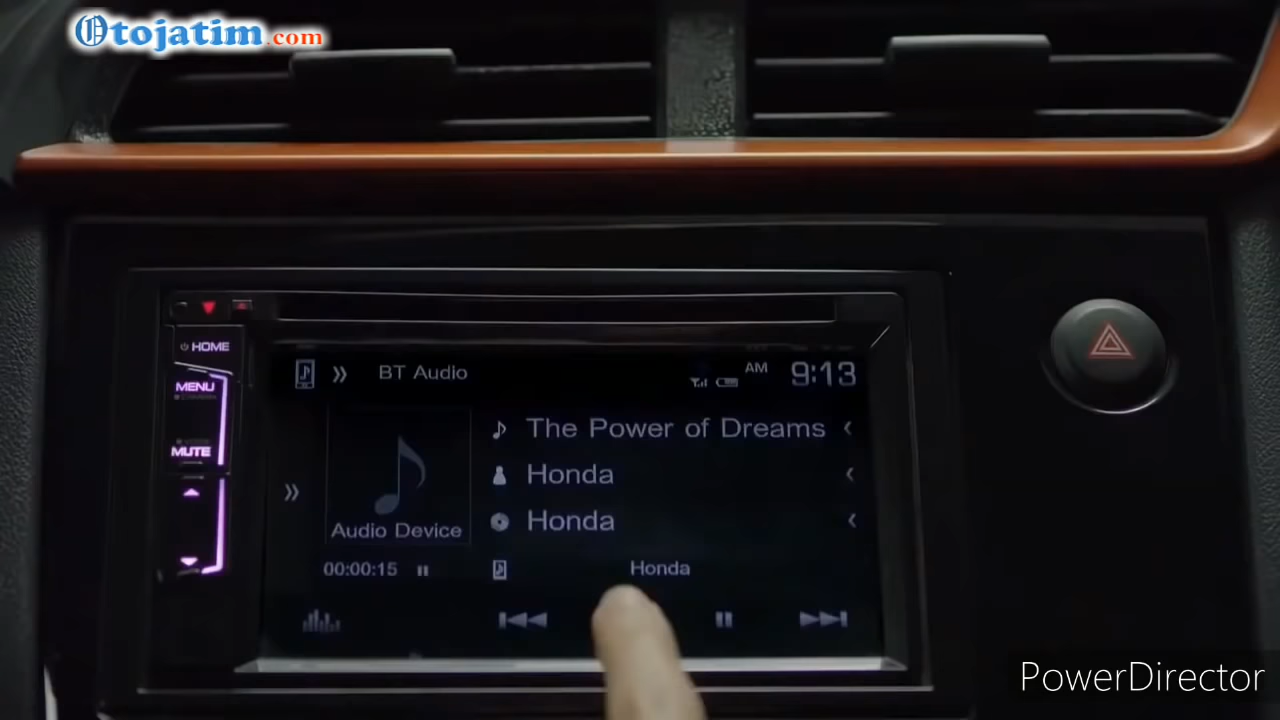 Otojatim.com
HOME
MENU
BT Audio
AM
9:13
The Power of Dreams
MUTE
Honda
Honda
Audio Device
00:00:15
Honda
PowerDirector